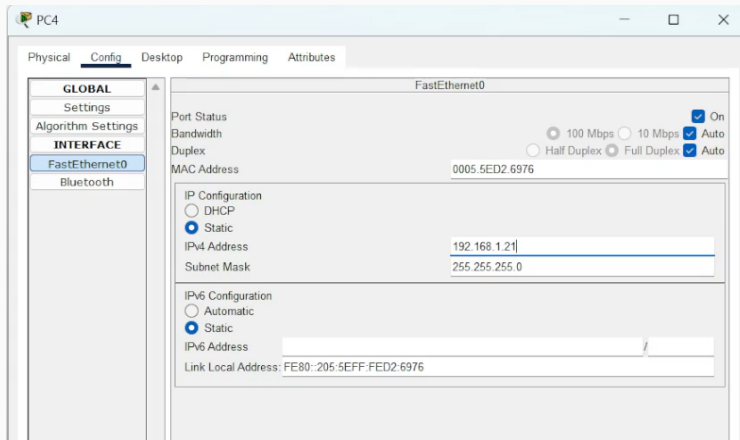 PC4
Physical Config Desktop Programming Attributes
GLOBAL
Settings
Algorithm Settings
INTERFACE
FastEthernet0
Bluetooth
FastEthernet0
Port Status On
Bandwidth 100 Mbps 10 Mbps Auto
Duplex Half Duplex Full Duplex Auto
MAC Address 0005.5ED2.6976
IP Configuration
DHCP
Static
IPv4 Address 192.168.1.21
Subnet Mask 255.255.255.0
IPv6 Configuration
Automatic
Static
IPv6 Address /
Link Local Address: FE80::205:5EFF:FED2:6976